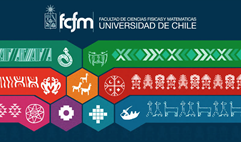 fcfm
FACULTAD DE CIENCIAS FÍSICAS Y MATEMÁTICAS
UNIVERSIDAD DE CHILE